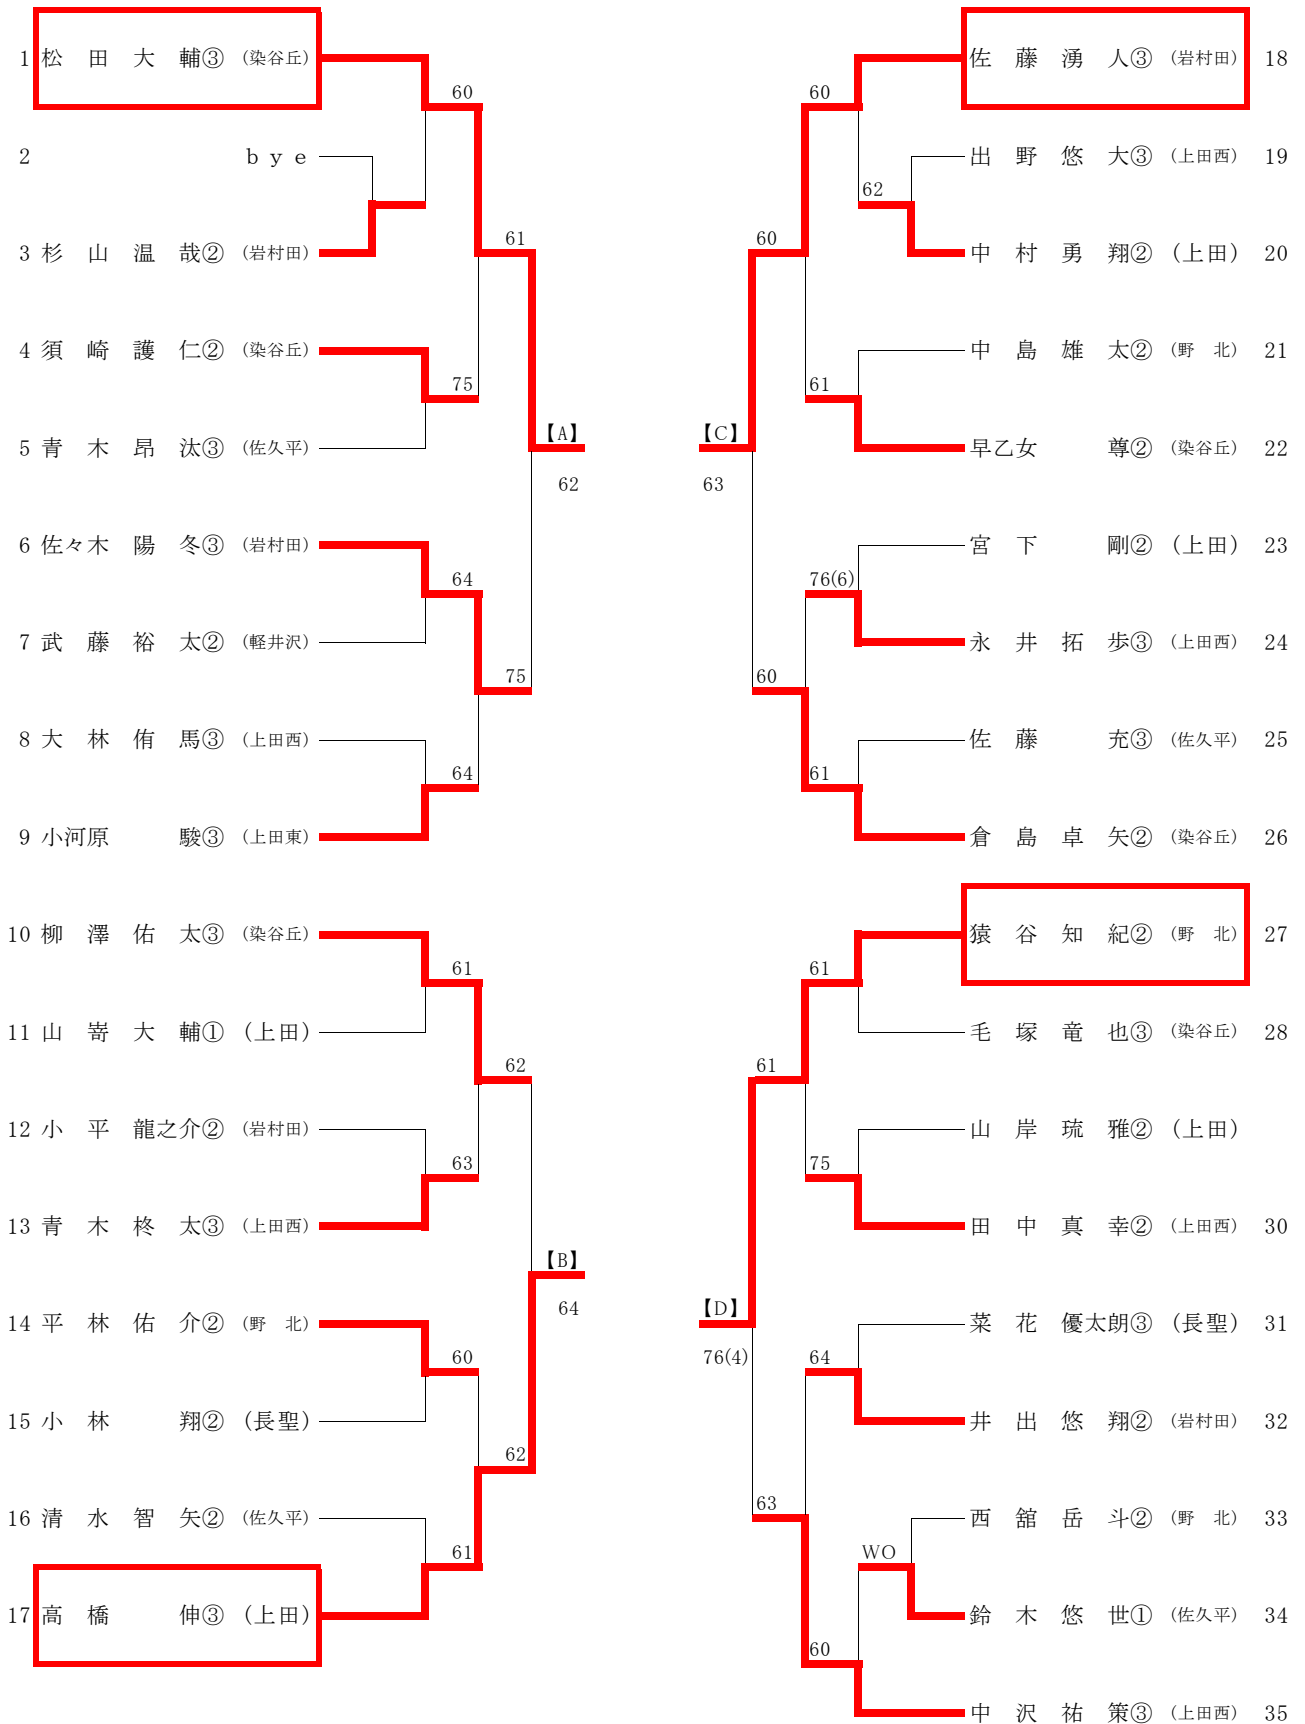 1 松 田 大 輔③ (染谷丘)
60
2 ｂｙｅ
3 杉 山 温 哉② (岩村田)
61
4 須 崎 護 仁② (染谷丘)
75
5 青 木 昂 汰③ (佐久平)
【A】
62
6 佐々木 陽 冬③ (岩村田)
64
7 武 藤 裕 太② (軽井沢)
75
8 大 林 侑 馬③ (上田西)
64
9 小河原 駿③ (上田東)
10 柳 澤 佑 太③ (染谷丘)
61
11 山 嵜 大 輔① (上田)
62
12 小 平 龍之介② (岩村田)
63
13 青 木 柊 太③ (上田西)
【B】
64
14 平 林 佑 介② (野 北)
60
15 小 林 翔② (長聖)
62
16 清 水 智 矢② (佐久平)
61
17 高 橋 伸③ (上田)
佐 藤 湧 人③ (岩村田) 18
60
出 野 悠 大③ (上田西) 19
62
中 村 勇 翔② (上田) 20
60
中 島 雄 太② (野 北) 21
61
早乙女 尊② (染谷丘) 22
【C】
63
宮 下 剛② (上田) 23
76(6)
永 井 拓 歩③ (上田西) 24
60
佐 藤 充③ (佐久平) 25
61
倉 島 卓 矢② (染谷丘) 26
猿 谷 知 紀② (野 北) 27
61
毛 塚 竜 也③ (染谷丘) 28
61
山 岸 琉 雅② (上田)
75
田 中 真 幸② (上田西) 30
【D】
76(4)
菜 花 優太朗③ (長聖) 31
64
井 出 悠 翔② (岩村田) 32
63
西 舘 岳 斗② (野 北) 33
WO
鈴 木 悠 世① (佐久平) 34
60
中 沢 祐 策③ (上田西) 35